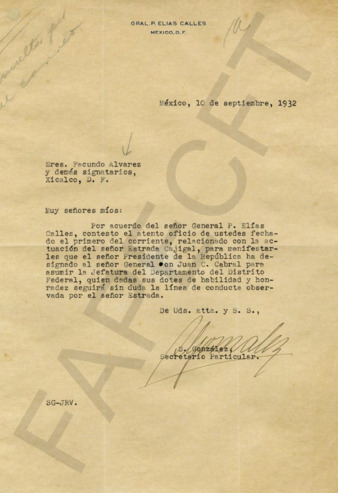 GRAL. P. ELIAS CALLES
MEXICO, D. F.
México, 10 de septiembre, 1932
Sres. Facundo Alvarez
y demás signatarios,
Xicalco, D. F.
Muy señores míos:
Por acuerdo del señor General P. Elías
Calles, contesto el atento oficio de ustedes fecha-
do el primero del corriente, relacionado con la ac-
tuación del señor Estrada Cajigal, para manifestar-
les que el señor Presidente de la República ha de-
signado al señor General on Juan C. Cabral para
asumir la Jefatura del Departamento del Distrito
Federal, quien dadas sus dotes de habilidad y hon-
radez seguirá sin duda la línea de conducta obser-
vada por el señor Estrada.
De Uds. atto. y S. S.,
S. González,
Secretario Particular.
SG-JRV.
FAPECFT